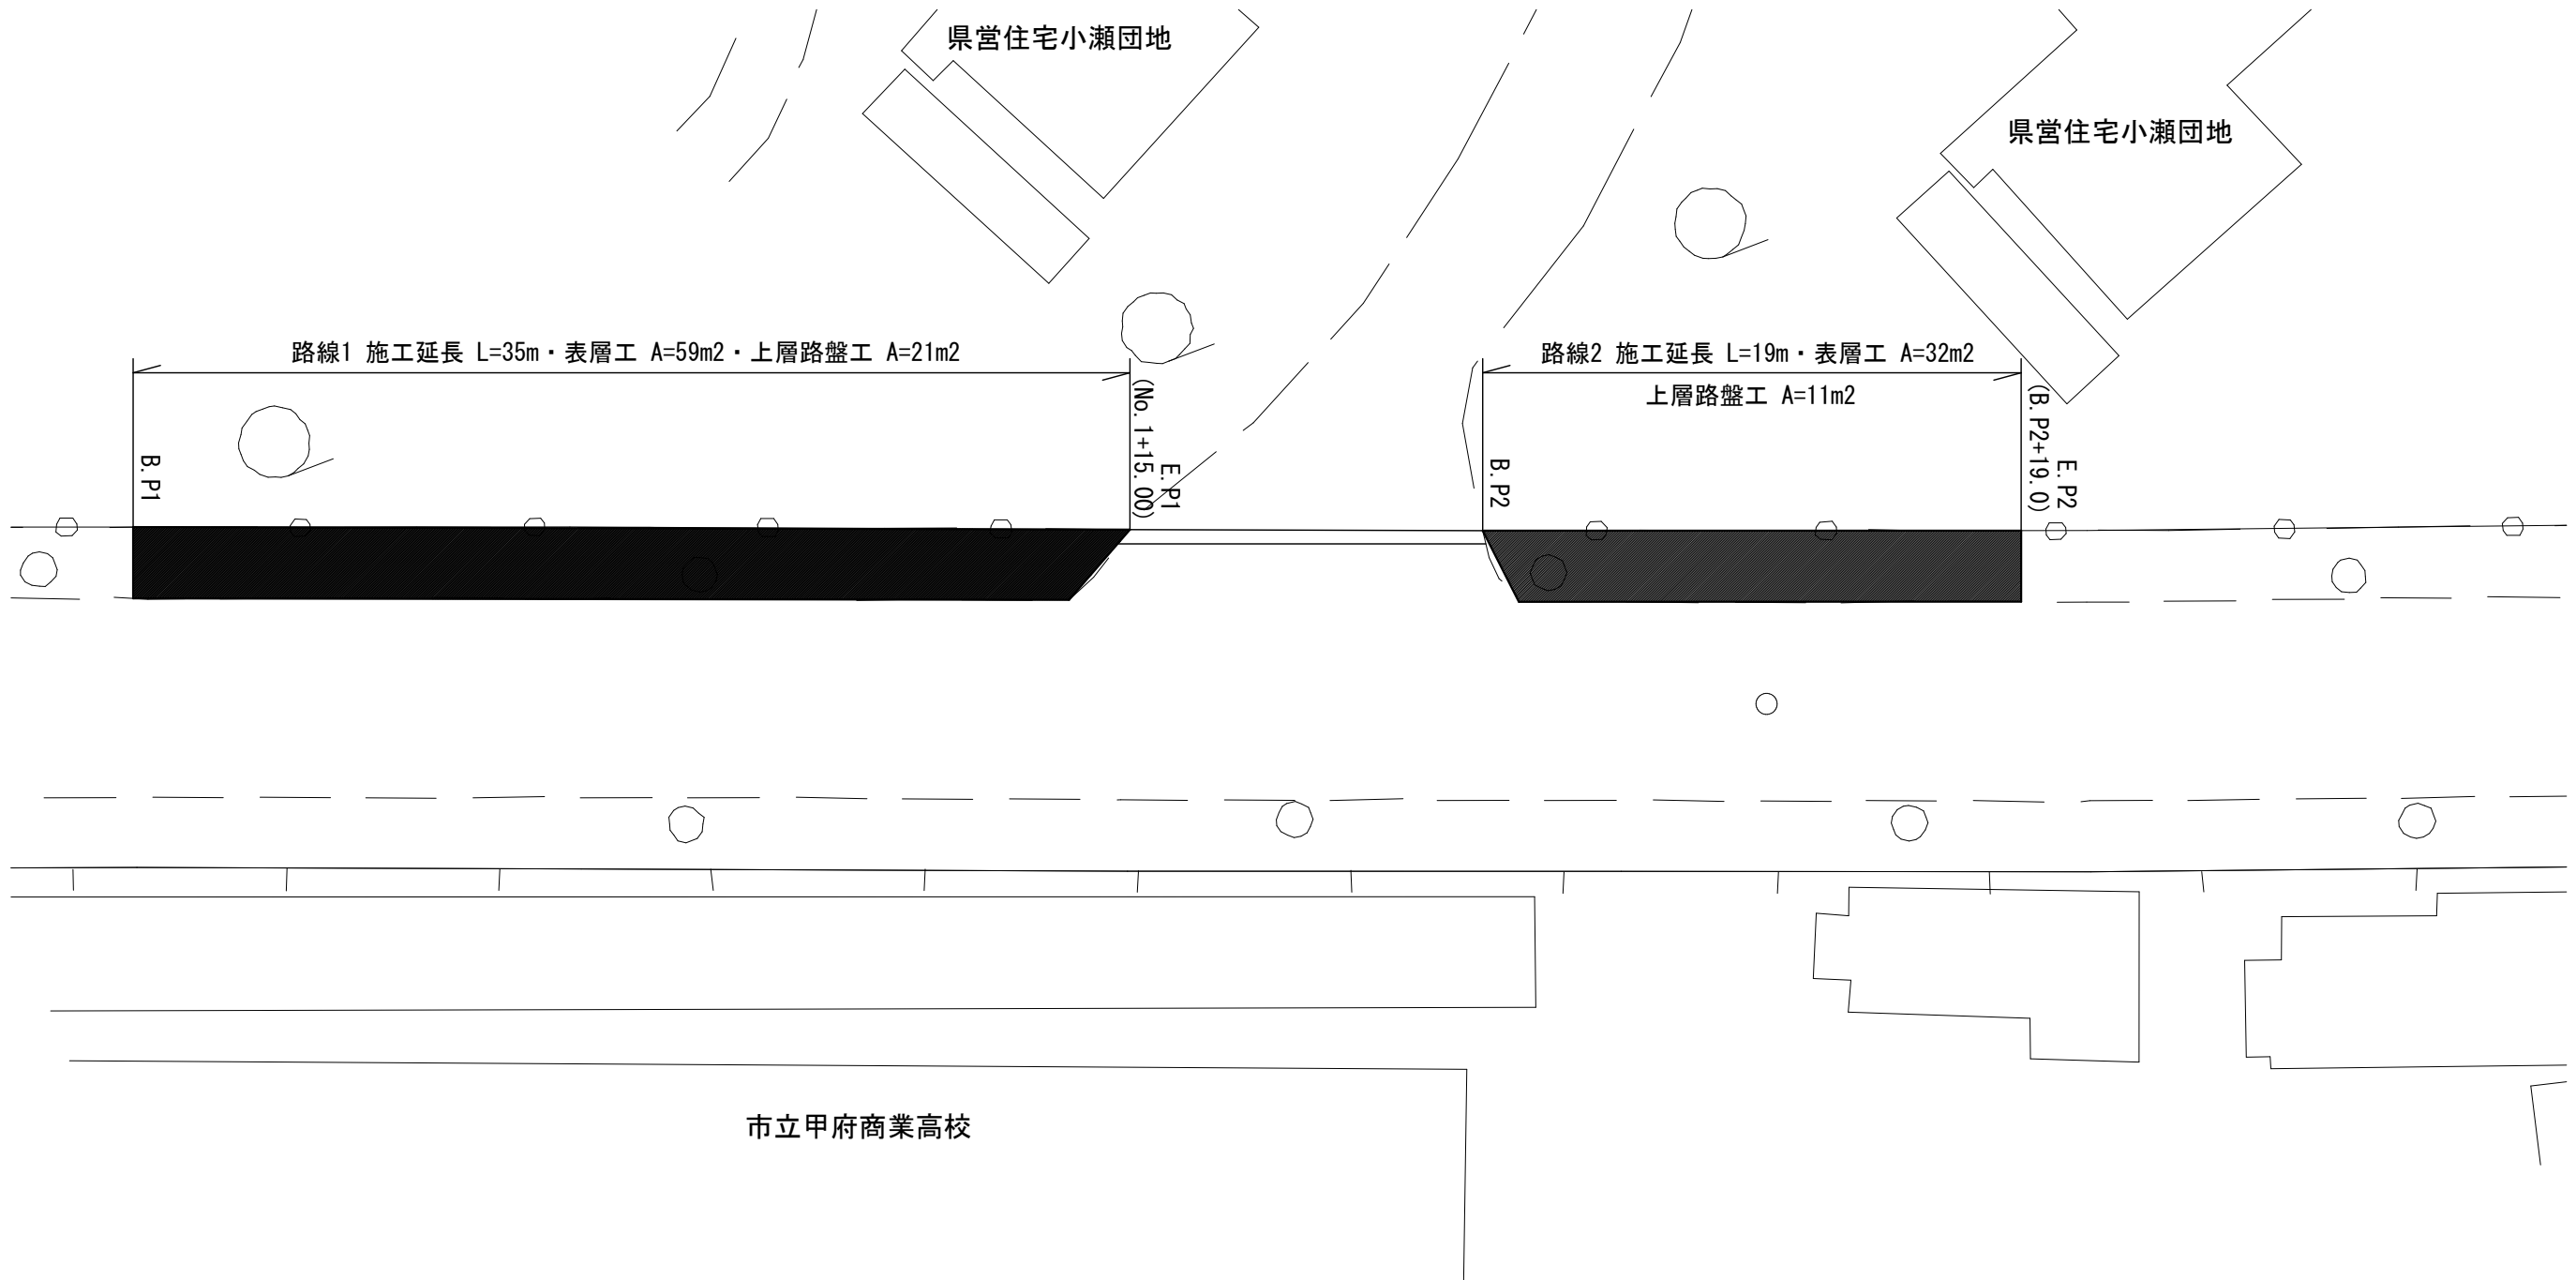 県営住宅小瀬団地
県営住宅小瀬団地
路線1 施工延長 L=35m・表層工 A=59m2・上層路盤工 A=21m2
路線2 施工延長 L=19m・表層工 A=32m2
上層路盤工 A=11m2
B.P1
E.P1
(No.1+15.00)
B.P2
E.P2
(B.P2+19.0)
市立甲府商業高校